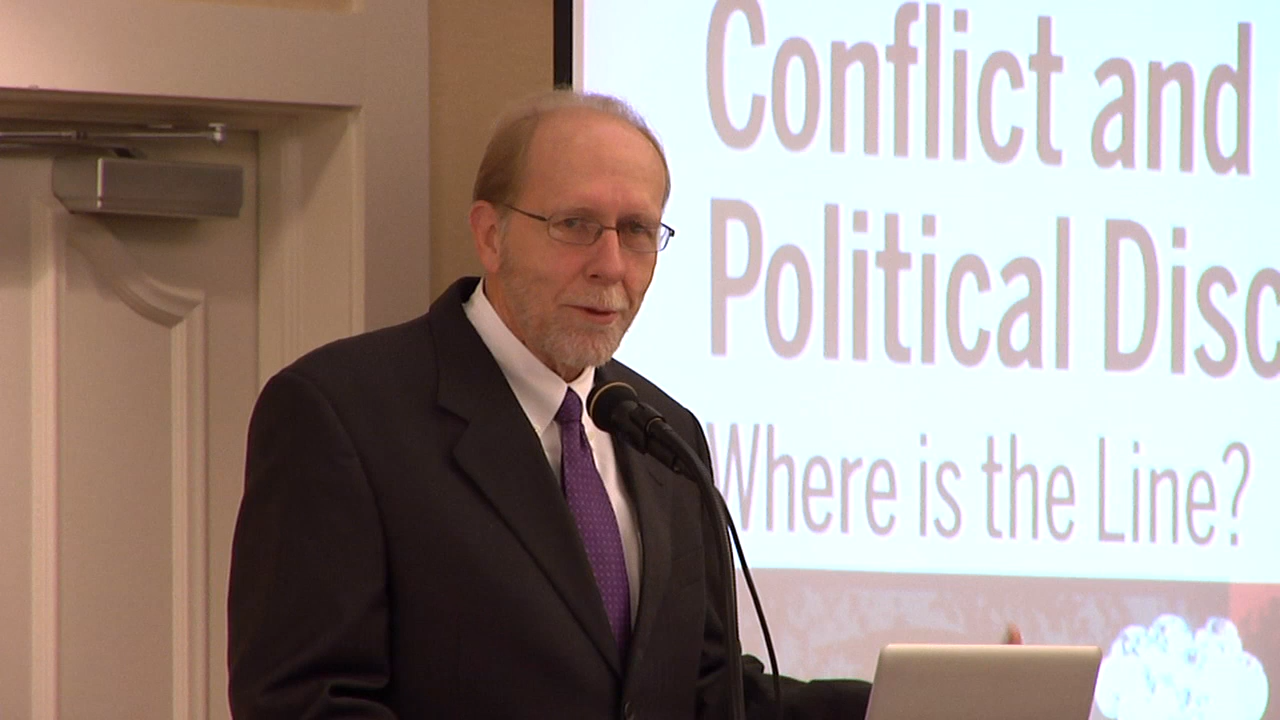 Conflict and
Political Disc
Where is the Line?